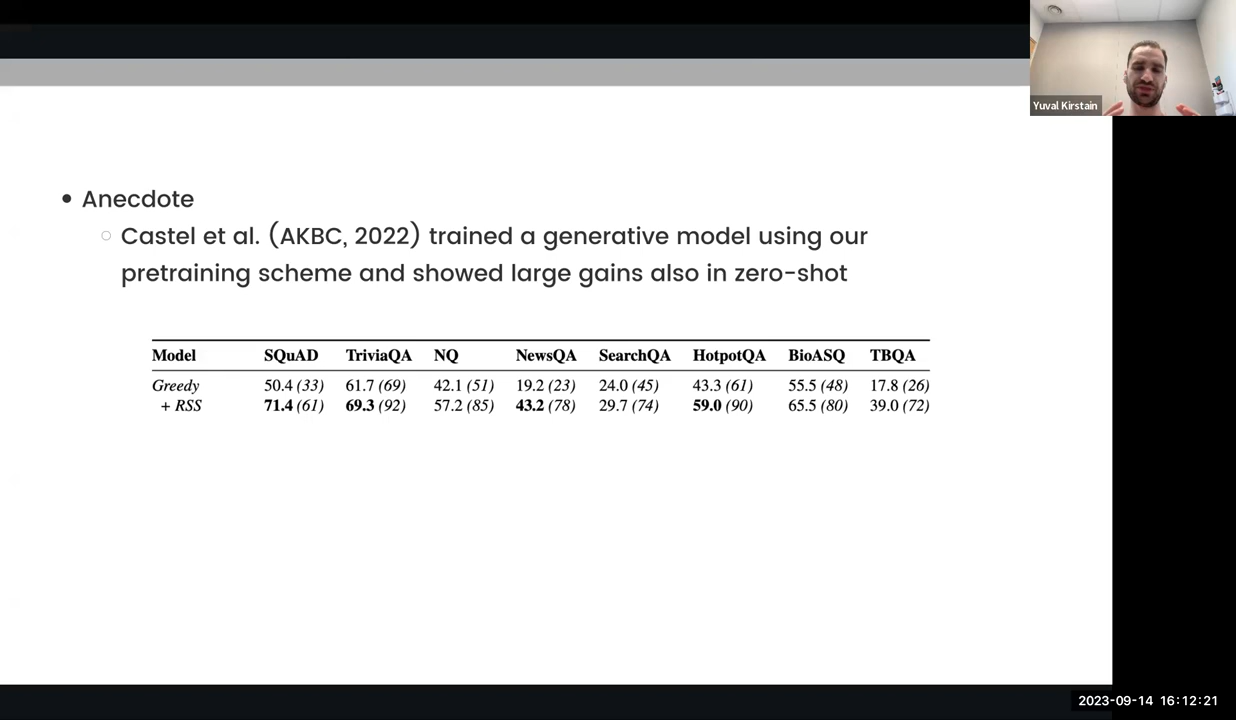 Yuval Kirstain
• Anecdote
○ Castel et al. (AKBC, 2022) trained a generative model using our
pretraining scheme and showed large gains also in zero-shot
Model SQuAD TriviaQA NQ NewsQA SearchQA HotpotQA BioASQ TBQA
Greedy 50.4 (33) 61.7 (69) 42.1 (51) 19.2 (23) 24.0 (45) 43.3 (61) 55.5 (48) 17.8 (26)
+ RSS 71.4 (61) 69.3 (92) 57.2 (85) 43.2 (78) 29.7 (74) 59.0 (90) 65.5 (80) 39.0 (72)
2023-09-14 16:12:21